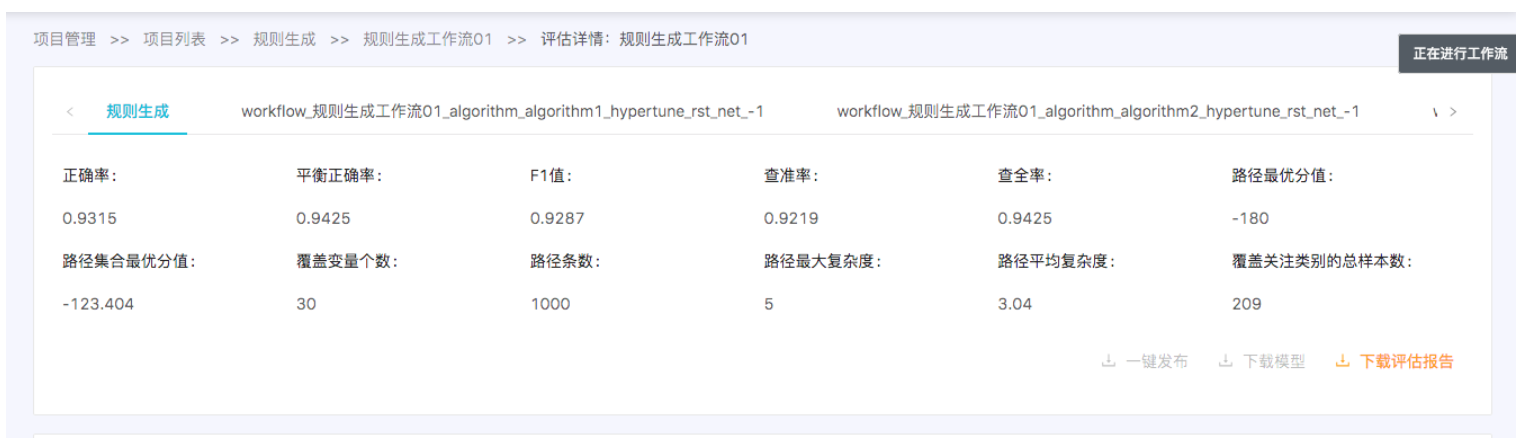 项目管理 >> 项目列表 >> 规则生成 >> 规则生成工作流01 >> 评估详情：规则生成工作流01
正在进行工作流
< 规则生成 workflow_规则生成工作流01_algorithm_algorithm1_hypertune_rst_net_-1 workflow_规则生成工作流01_algorithm_algorithm2_hypertune_rst_net_-1 >
正确率： 平衡正确率： F1值： 查准率： 查全率： 路径最优分值：
0.9315 0.9425 0.9287 0.9219 0.9425 -180
路径集合最优分值： 覆盖变量个数： 路径条数： 路径最大复杂度： 路径平均复杂度： 覆盖关注类别的总样本数：
-123.404 30 1000 5 3.04 209
一键发布 下载模型 下载评估报告